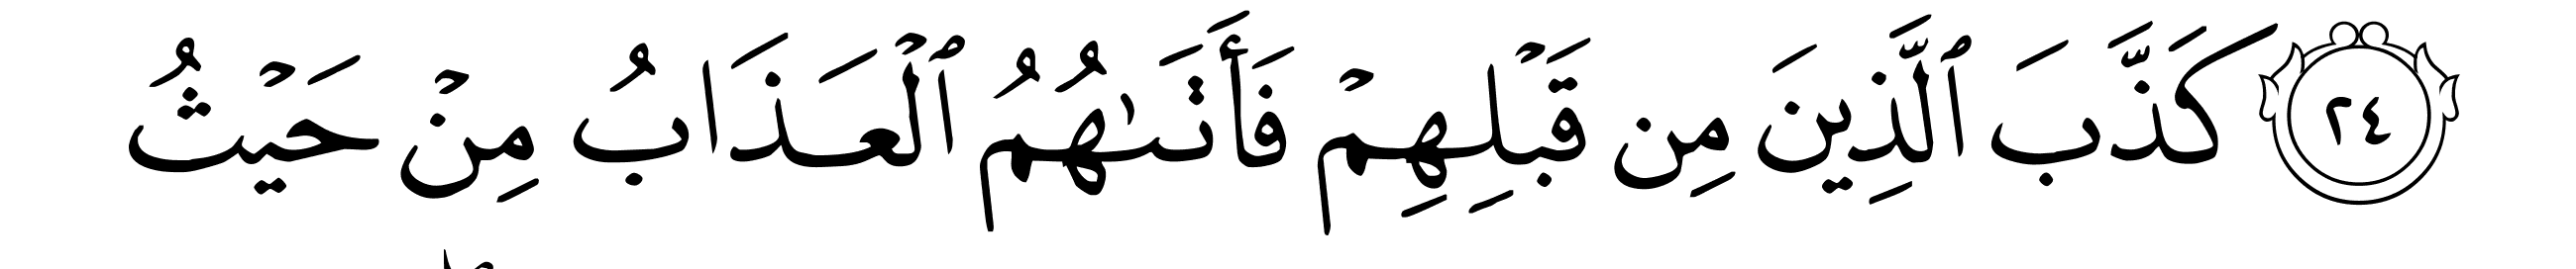 ٢٤ كَذَّبَ ٱلَّذِينَ مِن قَبْلِهِمْ فَأَتَىٰهُمُ ٱلْعَذَابُ مِنْ حَيْثُ